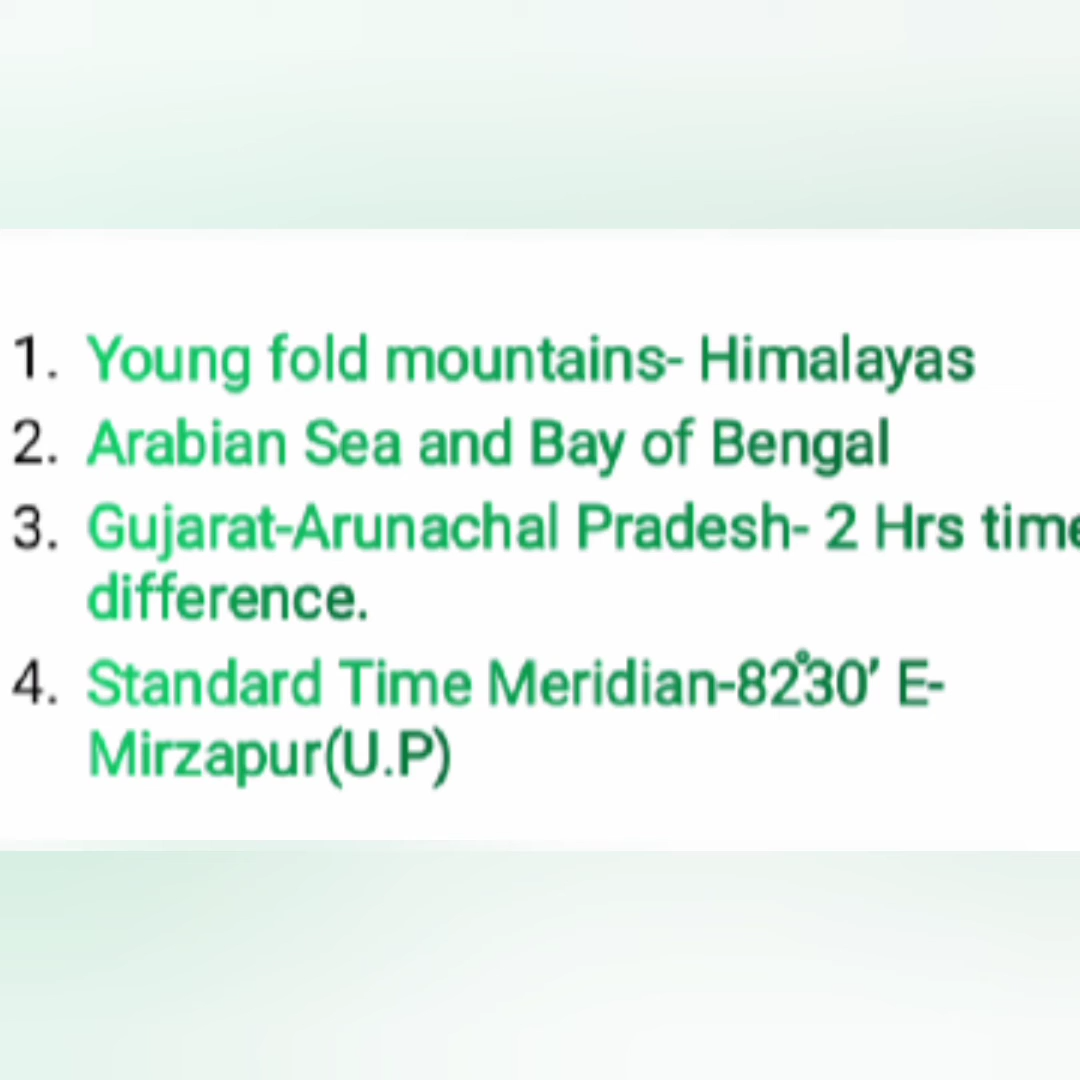 1. Young fold mountains- Himalayas
2. Arabian Sea and Bay of Bengal
3. Gujarat-Arunachal Pradesh- 2 Hrs time
difference.
4. Standard Time Meridian-82°30′ E-
Mirzapur(U.P)